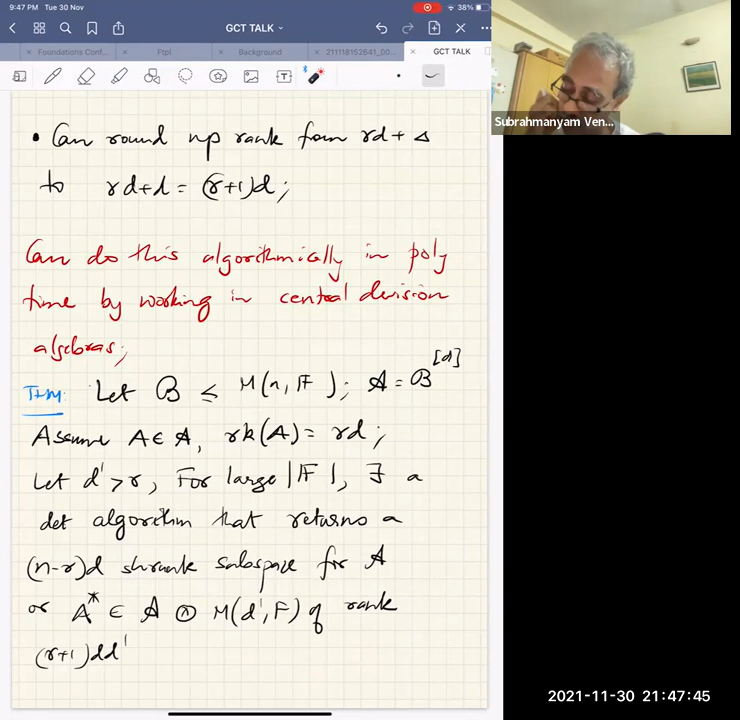 9:47 PM Tue 30 Nov
38%
GCT TALK
Foundations Conf...
Ftpl
Background
211118152641_00...
GCT TALK
Subrahmanyam Ven...
• Can round up rank from rd + Δ
to rd+d = (r+1)d;
Can do this algorithmically in poly
time by working in central division
algebras;
THM: Let B ≤ M(n, F); A = B^[d]
Assume A ∈ A, rk(A) = rd;
Let d' > r, For large |F|, ∃ a
det algorithm that returns a
(n-r)d shrunk subspace for A
or A* ∈ A ⊗ M(d', F) of rank
(r+1)dd'
2021-11-30 21:47:45